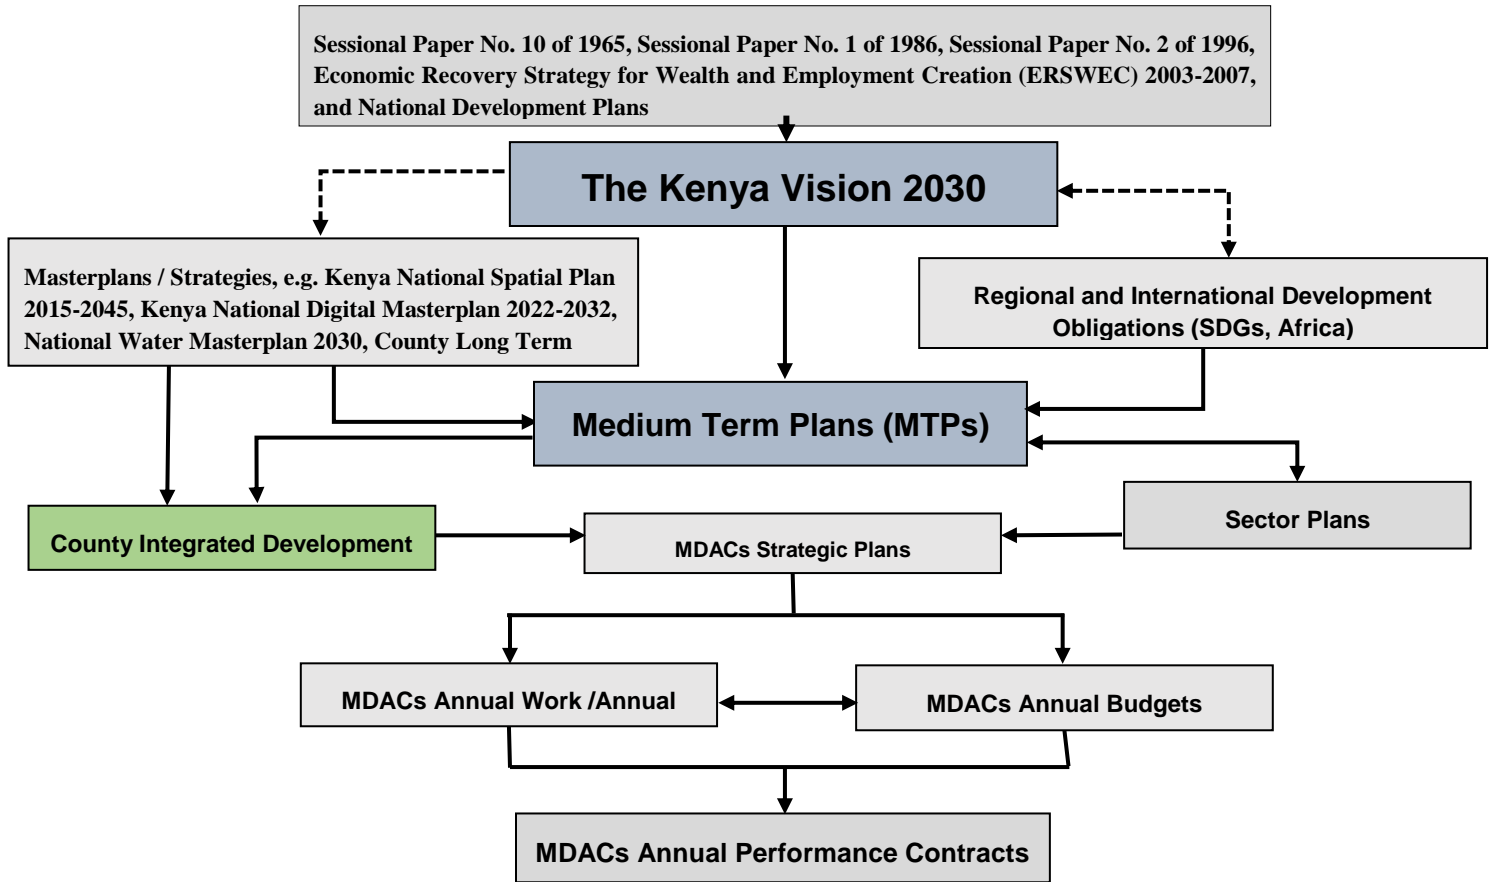 Sessional Paper No. 10 of 1965, Sessional Paper No. 1 of 1986, Sessional Paper No. 2 of 1996,
Economic Recovery Strategy for Wealth and Employment Creation (ERSWEC) 2003-2007,
and National Development Plans
The Kenya Vision 2030
Masterplans / Strategies, e.g. Kenya National Spatial Plan
2015-2045, Kenya National Digital Masterplan 2022-2032,
National Water Masterplan 2030, County Long Term
Regional and International Development
Obligations (SDGs, Africa)
Medium Term Plans (MTPs)
County Integrated Development
MDACs Strategic Plans
Sector Plans
MDACs Annual Work /Annual
MDACs Annual Budgets
MDACs Annual Performance Contracts